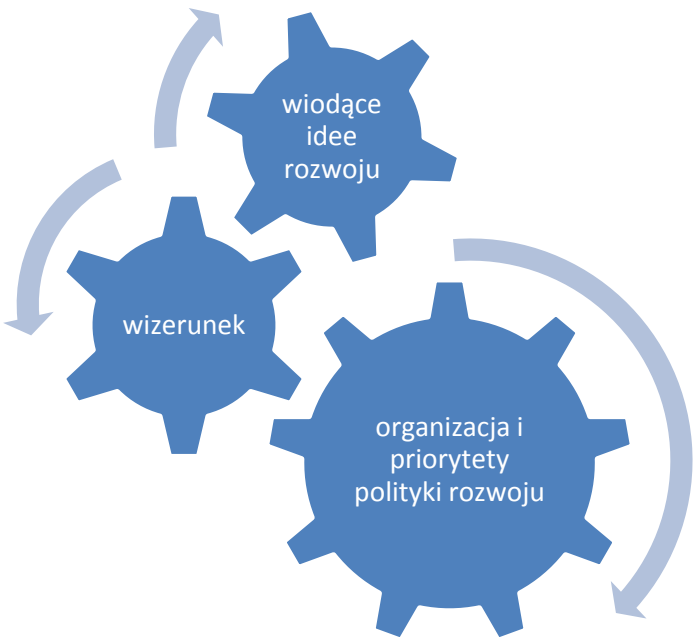 wiodące
idee
rozwoju
wizerunek
organizacja i
priorytety
polityki rozwoju